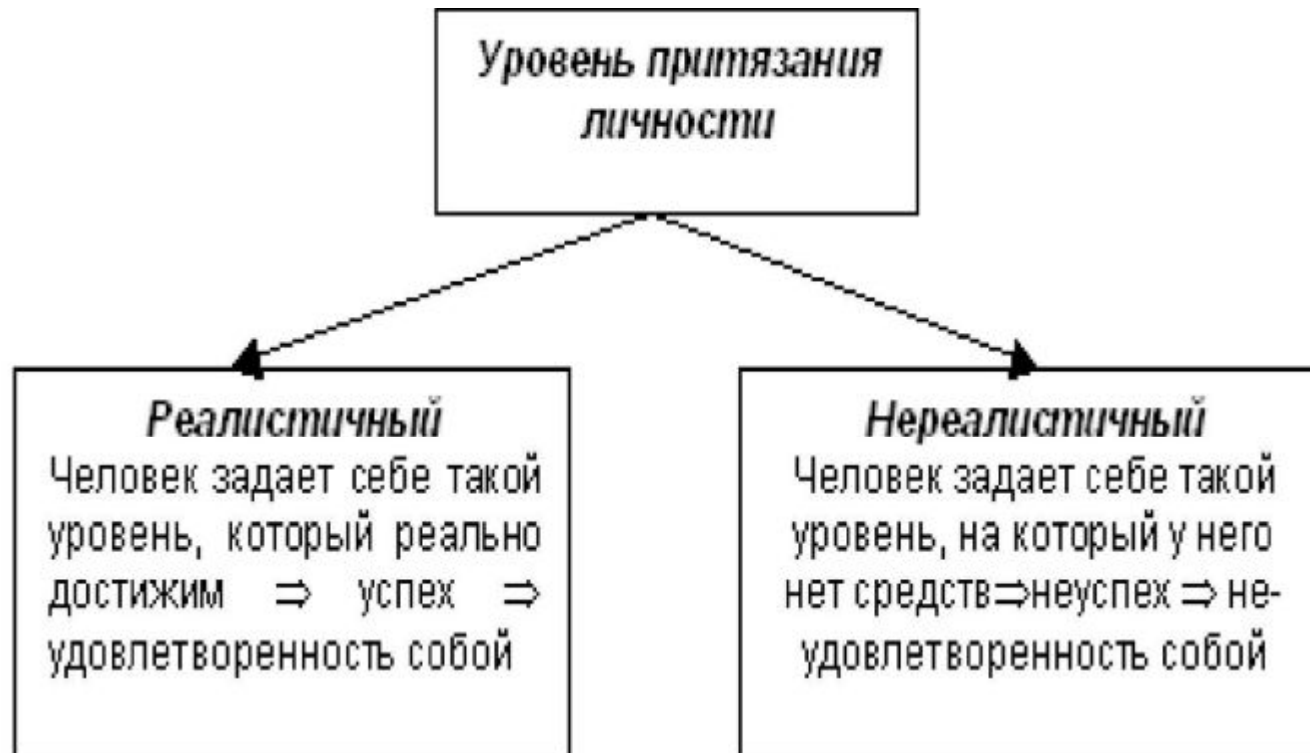 Уровень притязания
личности
Реалистичный
Человек задает себе такой
уровень, который реально
достижим ⇒ успех ⇒
удовлетворенность собой
Нереалистичный
Человек задает себе такой
уровень, на который у него
нет средств⇒неуспех ⇒ не-
удовлетворенность собой